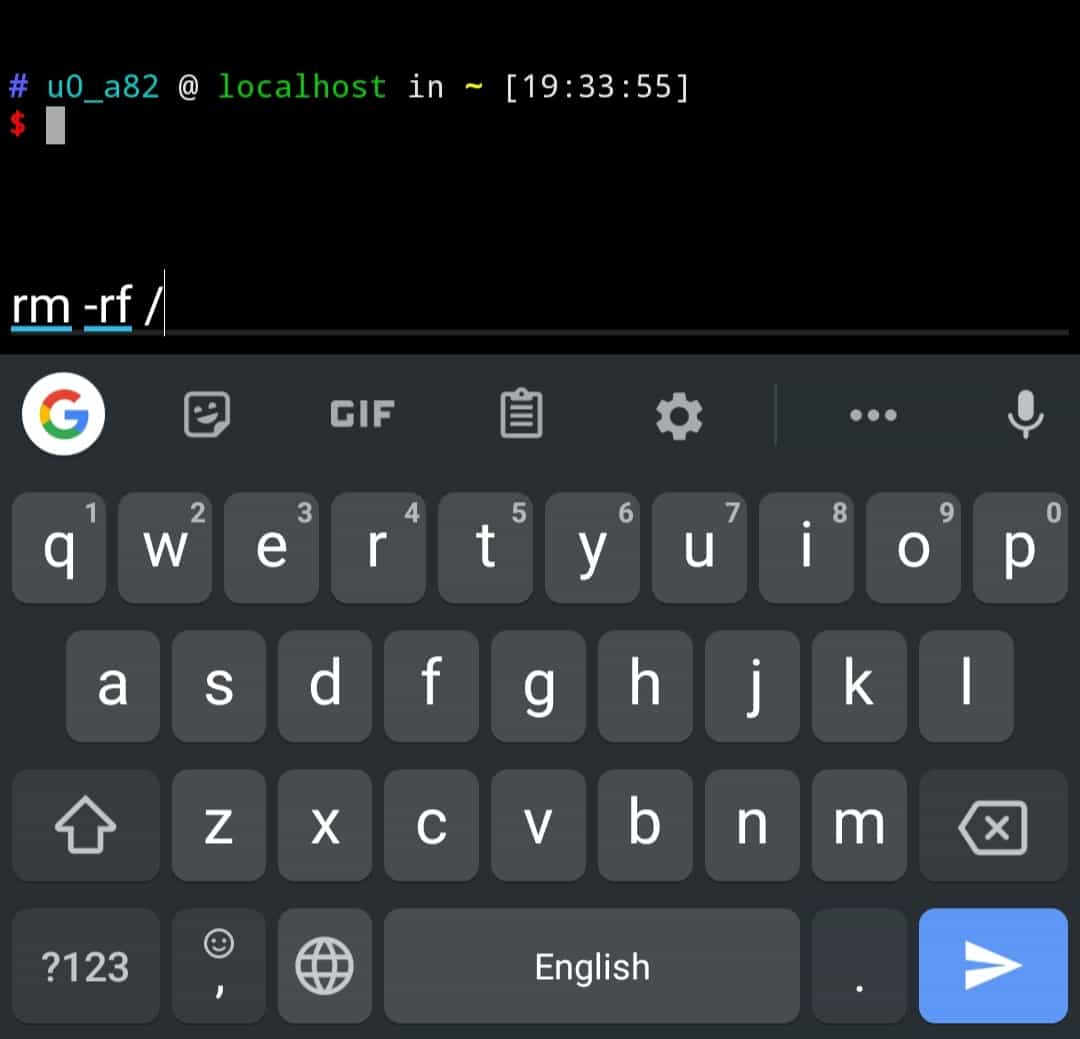 # u0_a82 @ localhost in ~ [19:33:55]
$
rm -rf /
G GIF
1 2 3 4 5 6 7 8 9 0
q w e r t y u i o p
a s d f g h j k l
z x c v b n m
?123 , English .